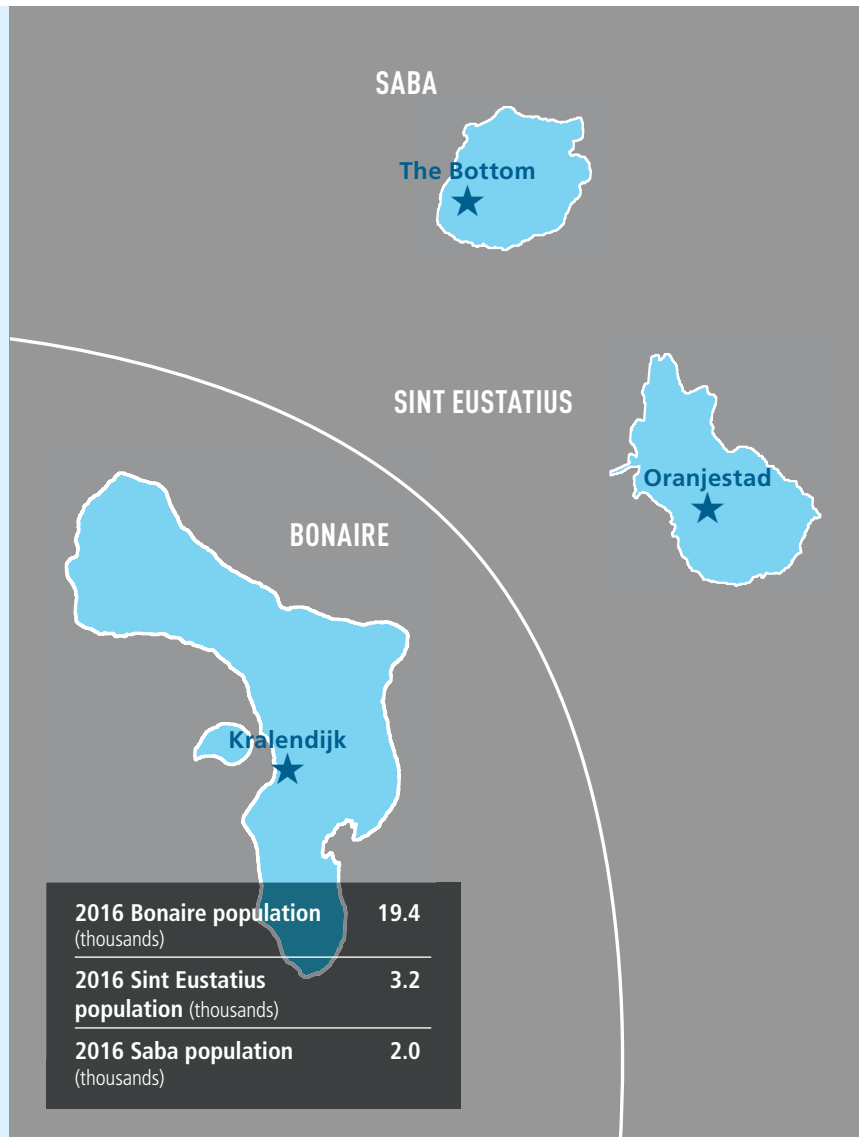 SABA
The Bottom
SINT EUSTATIUS
Oranjestad
BONAIRE
Kralendijk
2016 Bonaire population 19.4
(thousands)
2016 Sint Eustatius 3.2
population (thousands)
2016 Saba population 2.0
(thousands)